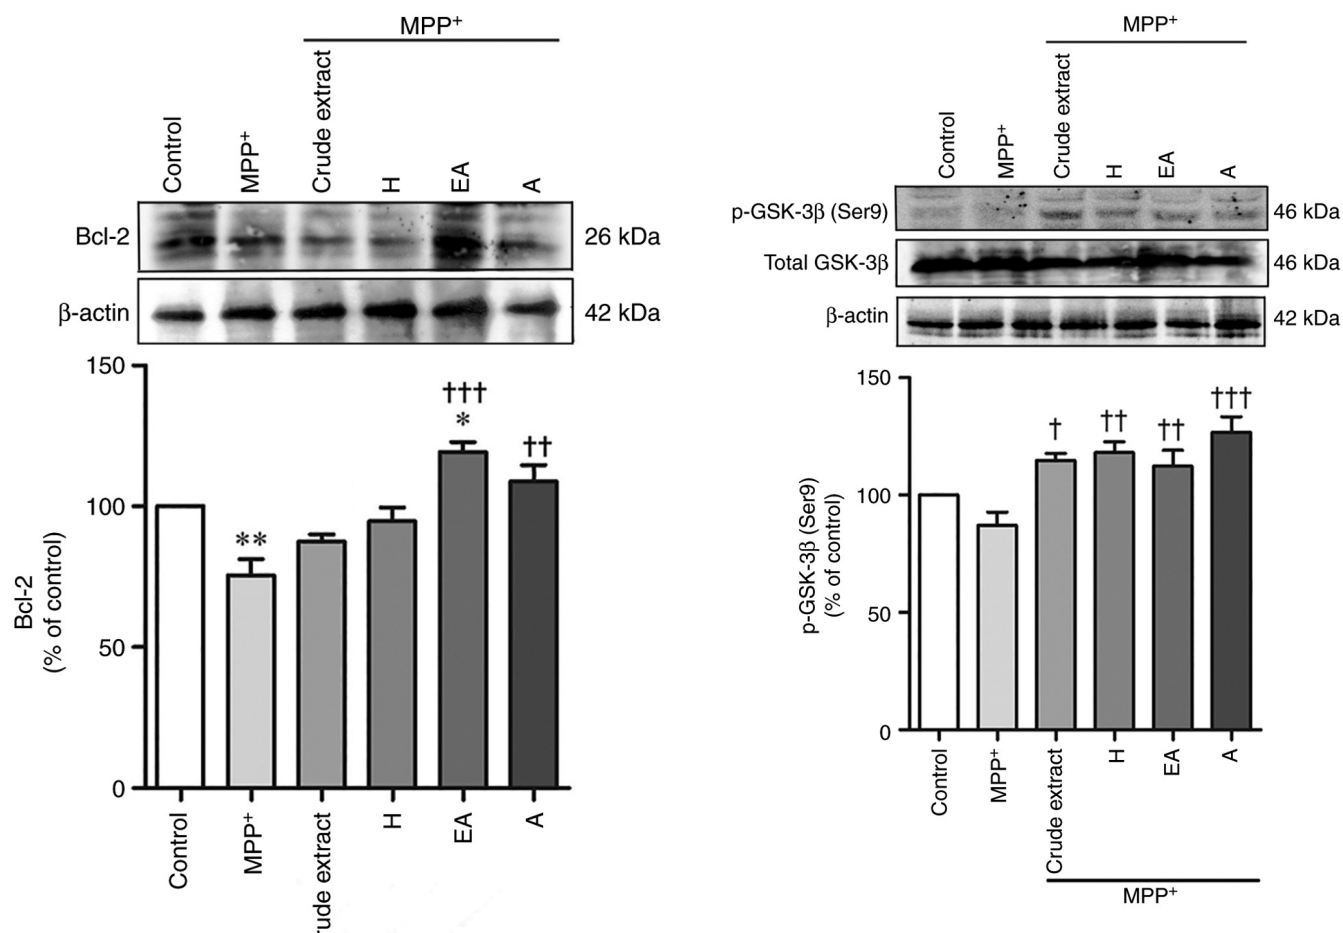 MPP+
Control
MPP+
Crude extract
H
EA
A
Bcl-2
26 kDa
β-actin
42 kDa
150
100
50
0
Bcl-2
(% of control)
**
†††
*
††
Control
MPP+
rude extract
H
EA
A
MPP+
Control
MPP+
Crude extract
H
EA
A
p-GSK-3β (Ser9)
46 kDa
Total GSK-3β
46 kDa
β-actin
42 kDa
150
100
50
0
p-GSK-3β (Ser9)
(% of control)
†
††
††
†††
Control
MPP+
Crude extract
H
EA
A
MPP+